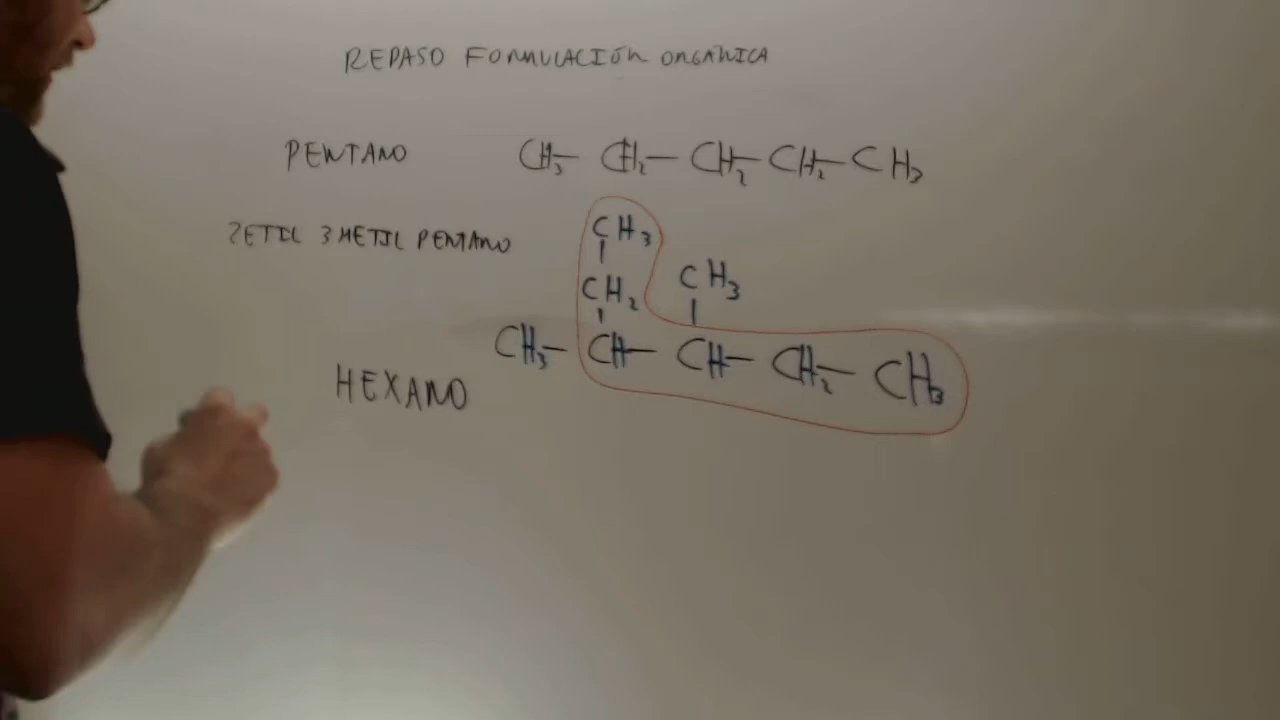 REPASO FORMULACIÓN ORGÁNICA
PENTANO CH3- CH2- CH2- CH2- CH3
2ETIL 3METIL PENTANO
CH3
CH2
CH3
CH3- CH- CH- CH2- CH3
HEXANO